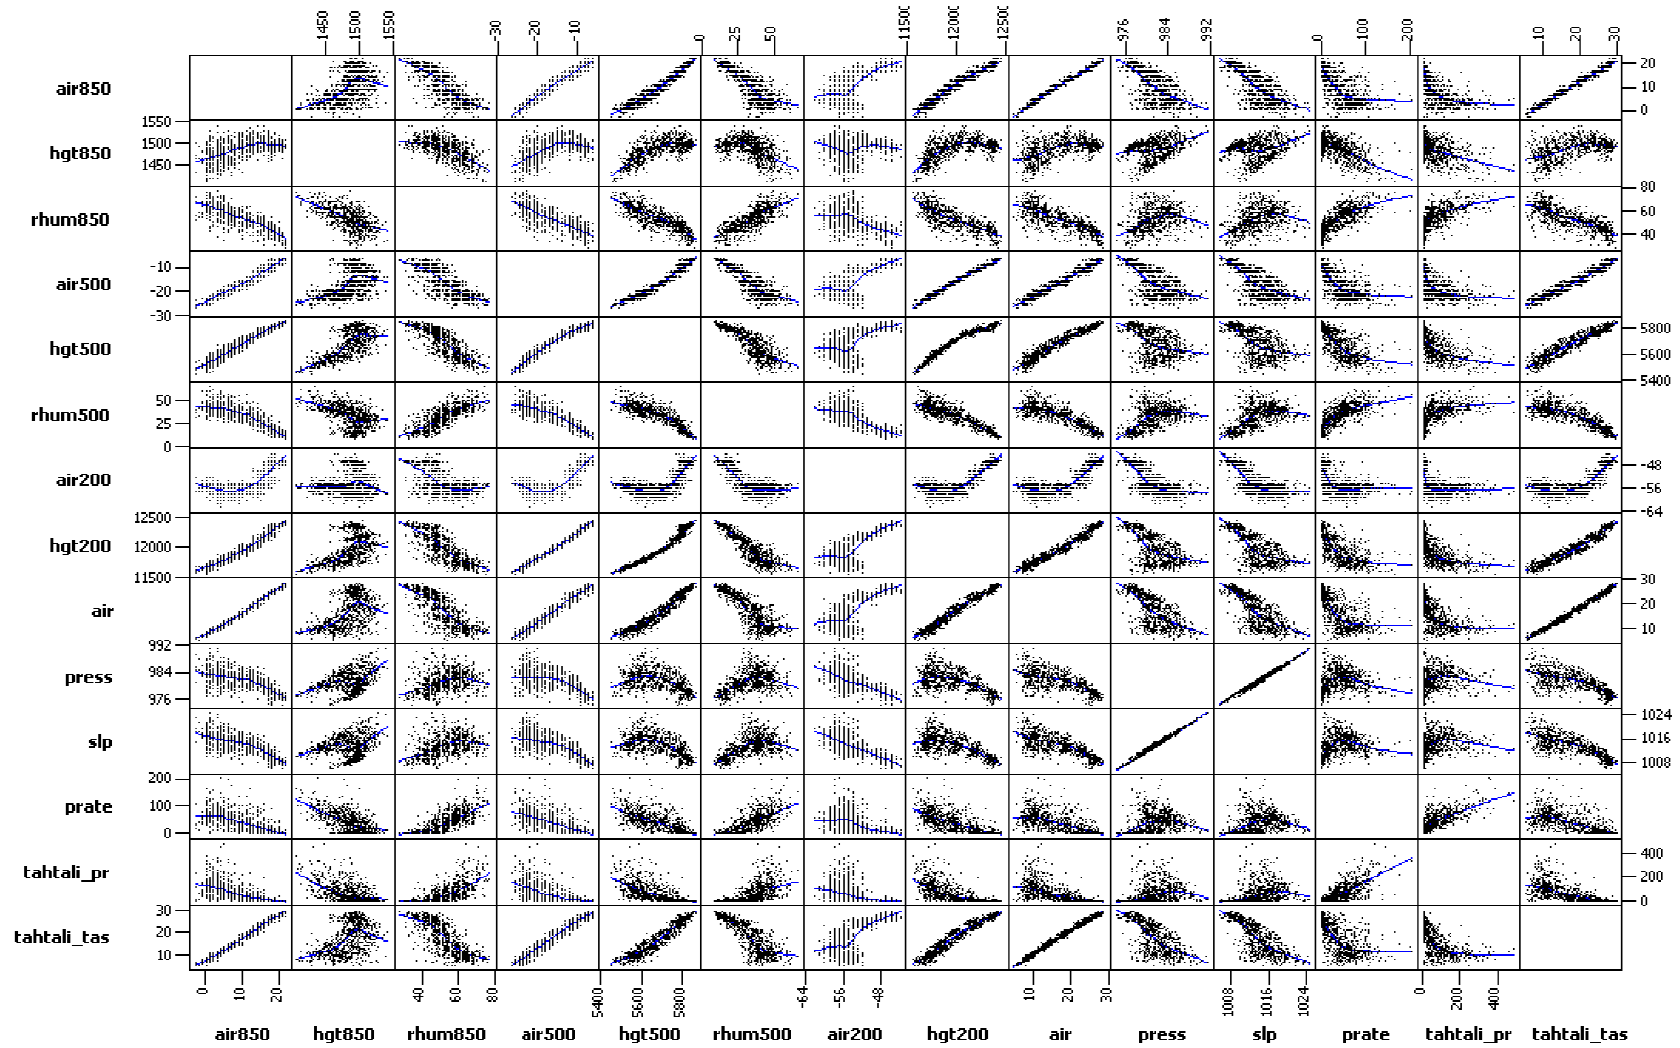 1450 1500 1550 -30 -20 -10 0 25 50 11500 12000 12500 976 984 992 0 100 200 10 20 30
air850 20 10 0
1550 1500 1450 hgt850
rhum850 80 60 40
air500 -10 -20 -30
hgt500 5800 5600 5400
rhum500 50 25 0
air200 -48 -56 -64
hgt200 12500 12000 11500
air 30 20 10
press 992 984 976
slp 1024 1016 1008
prate 200 100 0
tahtali_pr 400 200 0
tahtali_tas 30 20 10
0 10 20 40 60 80 5400 5600 5800 -64 -56 -48 10 20 30 1008 1016 1024 0 200 400
air850 hgt850 rhum850 air500 hgt500 rhum500 air200 hgt200 air press slp prate tahtali_pr tahtali_tas